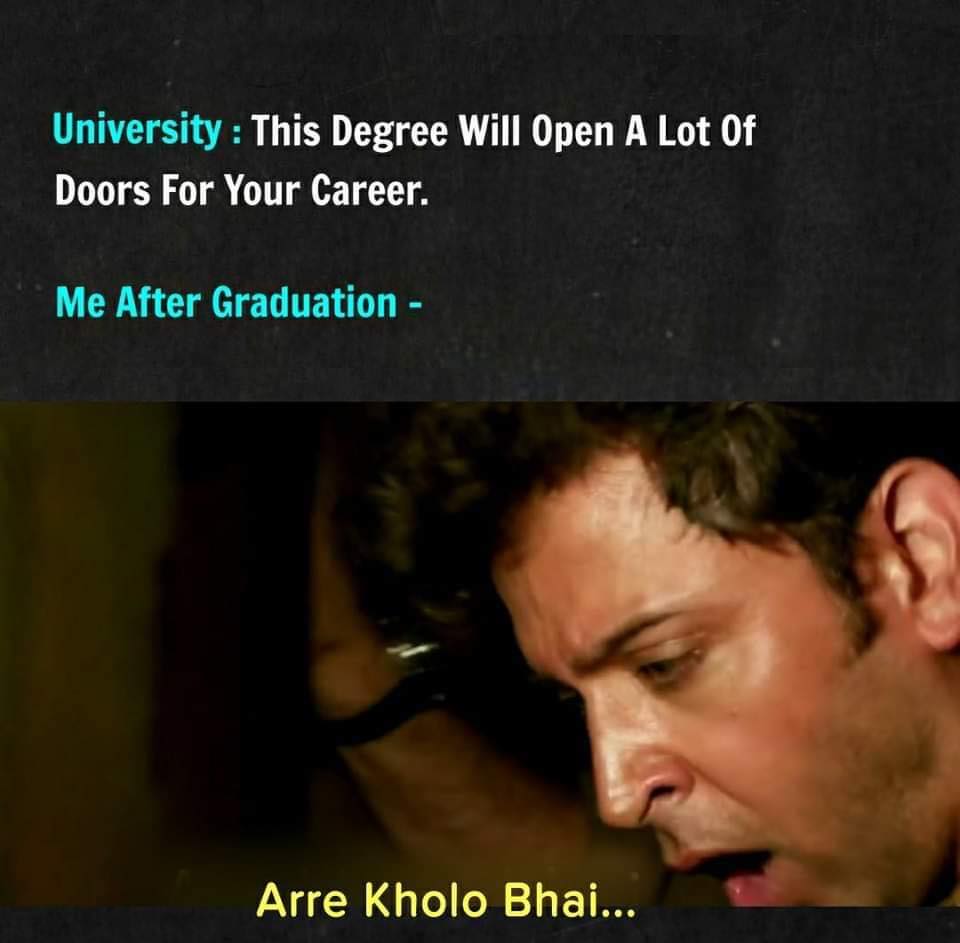 University : This Degree Will Open A Lot Of
Doors For Your Career.
Me After Graduation -
Arre Kholo Bhai...